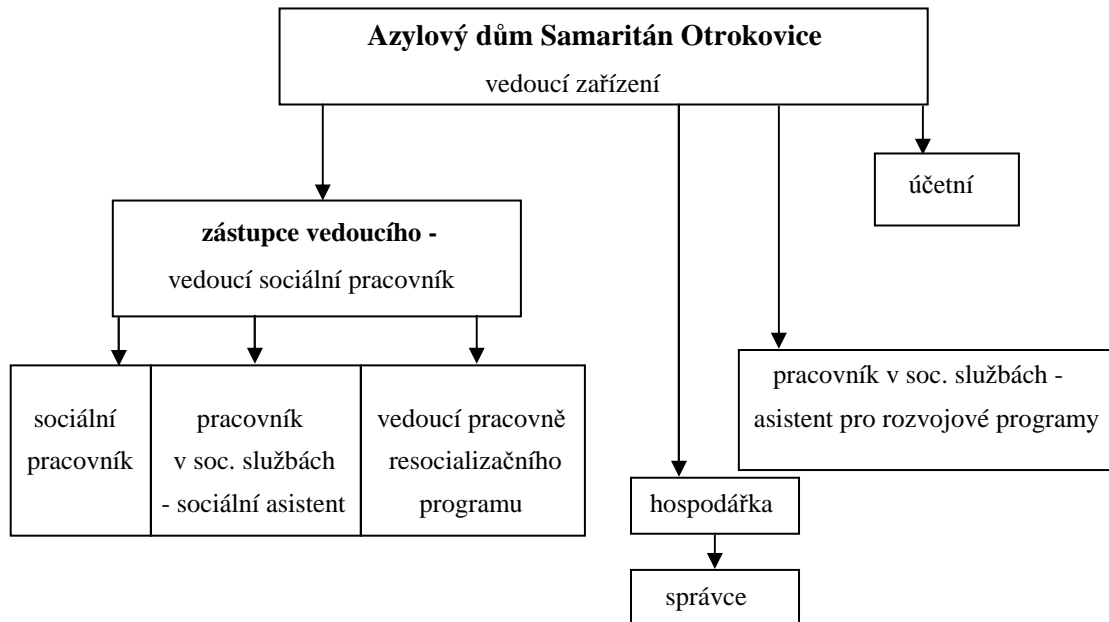 Azylový dům Samaritán Otrokovice
vedoucí zařízení
účetní
zástupce vedoucího -
vedoucí sociální pracovník
sociální
pracovník
pracovník
v soc. službách
- sociální asistent
vedoucí pracovně
resocializačního
programu
pracovník v soc. službách -
asistent pro rozvojové programy
hospodářka
správce